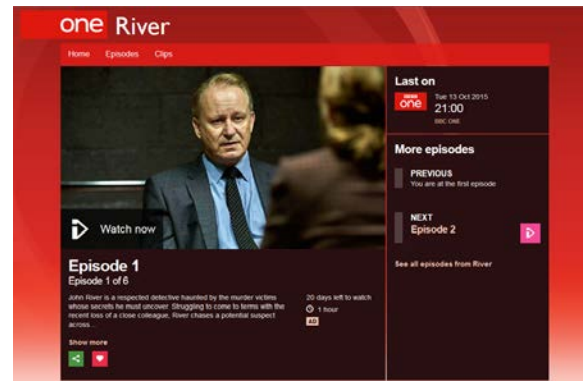 one River
Home Episodes Clips
Watch now
Episode 1
Episode 1 of 6
John River is a respected detective haunted by the murder victims
whose secrets he must uncover. Struggling to come to terms with the
recent loss of a close colleague, River chases a potential suspect
across...
Show more
20 days left to watch
1 hour
AD
Last on
BBC
one
Tue 13 Oct 2015
21:00
BBC ONE
More episodes
PREVIOUS
You are at the first episode
NEXT
Episode 2
See all episodes from River